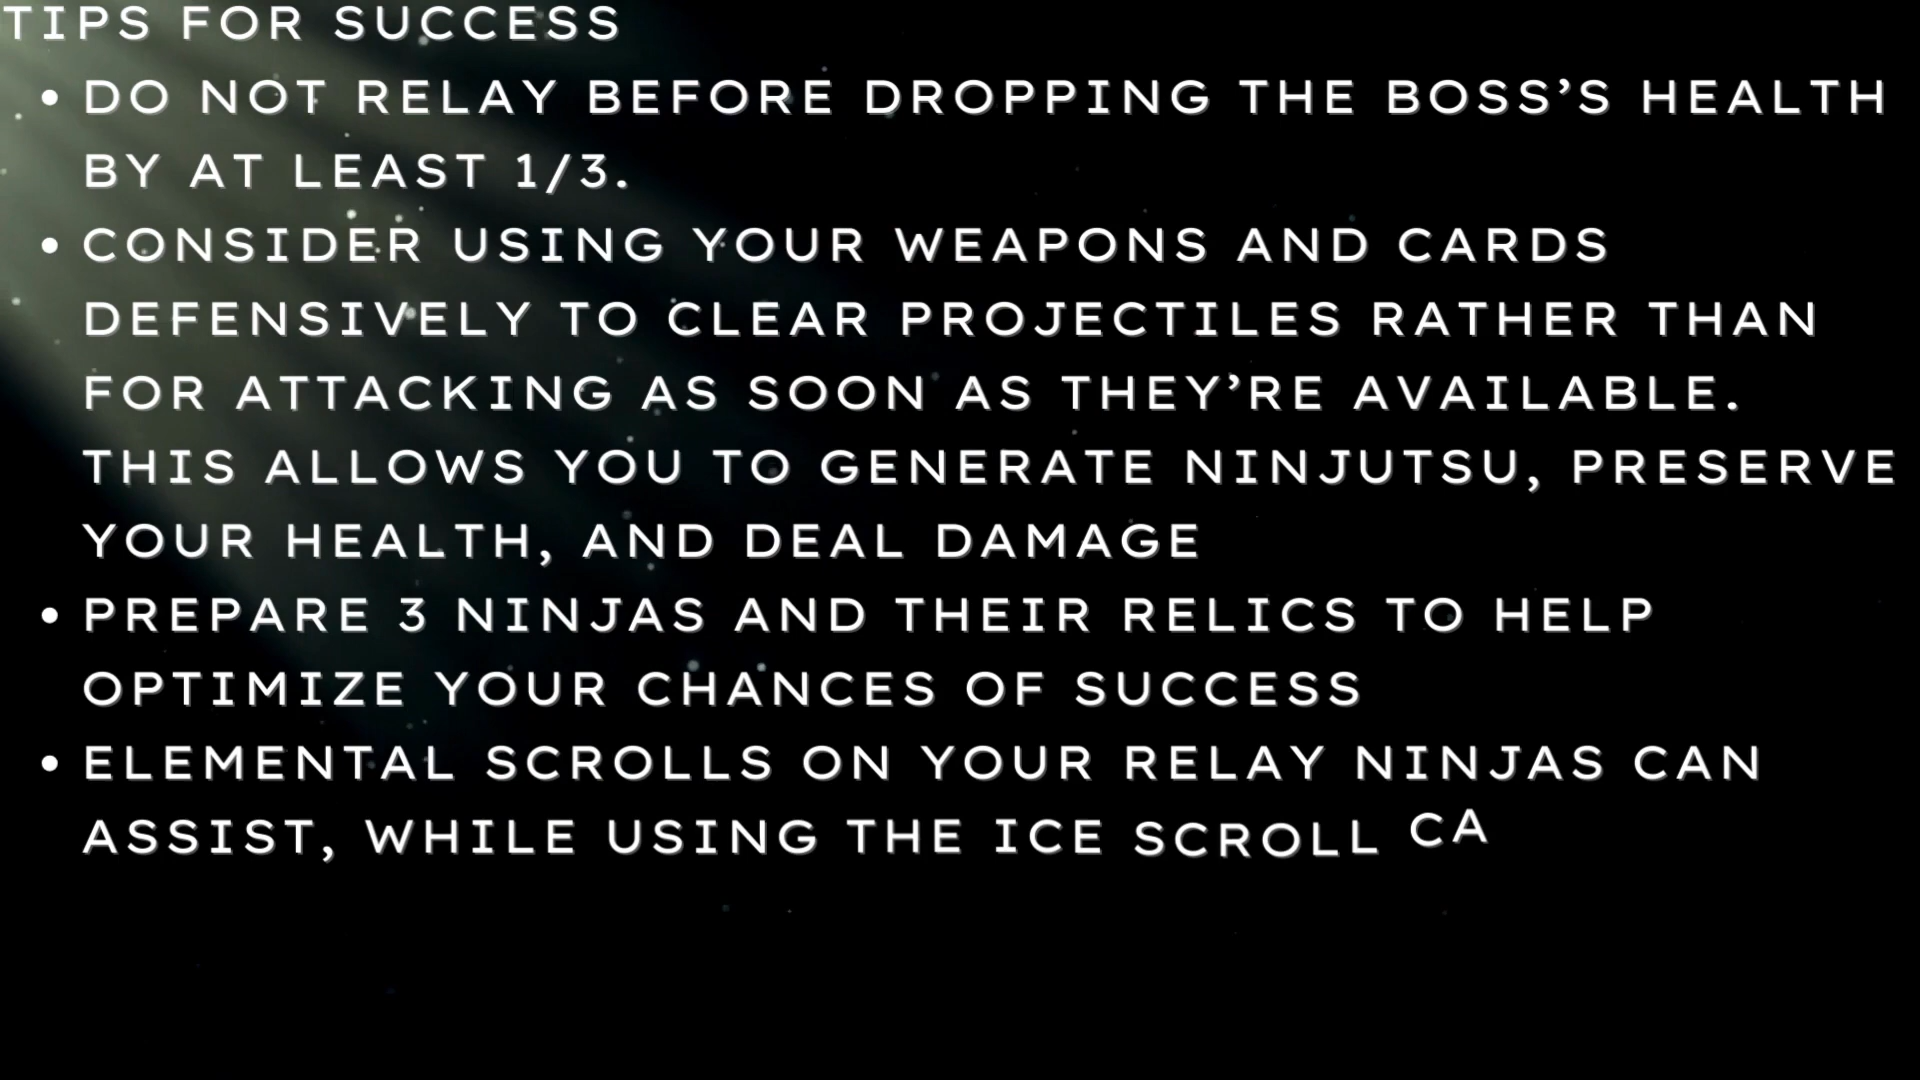 TIPS FOR SUCCESS
• DO NOT RELAY BEFORE DROPPING THE BOSS’S HEALTH
BY AT LEAST 1/3.
• CONSIDER USING YOUR WEAPONS AND CARDS
DEFENSIVELY TO CLEAR PROJECTILES RATHER THAN
FOR ATTACKING AS SOON AS THEY’RE AVAILABLE.
THIS ALLOWS YOU TO GENERATE NINJUTSU, PRESERVE
YOUR HEALTH, AND DEAL DAMAGE
• PREPARE 3 NINJAS AND THEIR RELICS TO HELP
OPTIMIZE YOUR CHANCES OF SUCCESS
• ELEMENTAL SCROLLS ON YOUR RELAY NINJAS CAN
ASSIST, WHILE USING THE ICE SCROLL CA